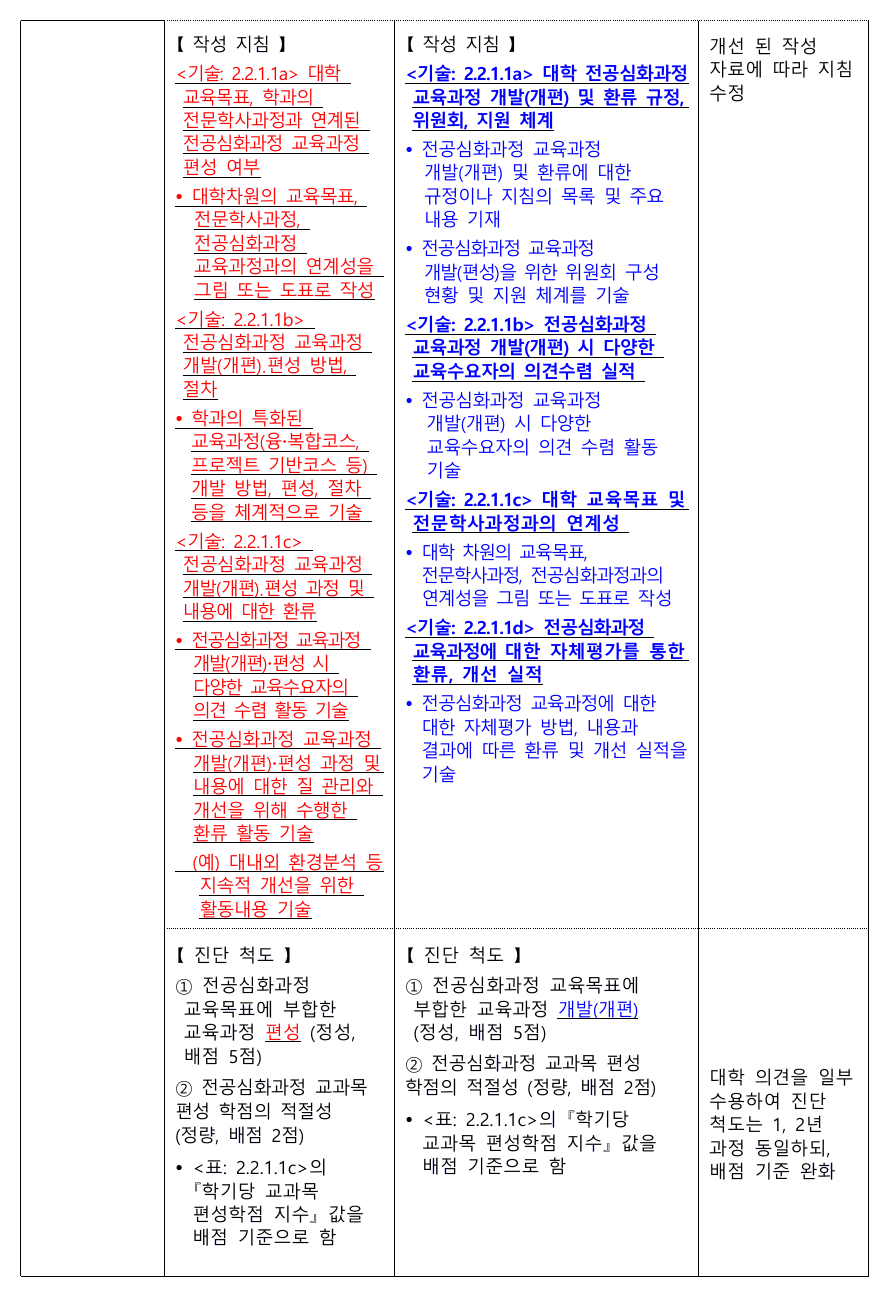 【 작성 지침 】
<기술: 2.2.1.1a> 대학
교육목표, 학과의
전문학사과정과 연계된
전공심화과정 교육과정
편성 여부
• 대학차원의 교육목표,
전문학사과정,
전공심화과정
교육과정과의 연계성을
그림 또는 도표로 작성
<기술: 2.2.1.1b>
전공심화과정 교육과정
개발(개편).편성 방법,
절차
• 학과의 특화된
교육과정(융·복합코스,
프로젝트 기반코스 등)
개발 방법, 편성, 절차
등을 체계적으로 기술
<기술: 2.2.1.1c>
전공심화과정 교육과정
개발(개편).편성 과정 및
내용에 대한 환류
• 전공심화과정 교육과정
개발(개편)·편성 시
다양한 교육수요자의
의견 수렴 활동 기술
• 전공심화과정 교육과정
개발(개편)·편성 과정 및
내용에 대한 질 관리와
개선을 위해 수행한
환류 활동 기술
(예) 대내외 환경분석 등
지속적 개선을 위한
활동내용 기술
【 작성 지침 】
<기술: 2.2.1.1a> 대학 전공심화과정
교육과정 개발(개편) 및 환류 규정,
위원회, 지원 체계
• 전공심화과정 교육과정
개발(개편) 및 환류에 대한
규정이나 지침의 목록 및 주요
내용 기재
• 전공심화과정 교육과정
개발(편성)을 위한 위원회 구성
현황 및 지원 체계를 기술
<기술: 2.2.1.1b> 전공심화과정
교육과정 개발(개편) 시 다양한
교육수요자의 의견수렴 실적
• 전공심화과정 교육과정
개발(개편) 시 다양한
교육수요자의 의견 수렴 활동
기술
<기술: 2.2.1.1c> 대학 교육목표 및
전문학사과정과의 연계성
• 대학 차원의 교육목표,
전문학사과정, 전공심화과정과의
연계성을 그림 또는 도표로 작성
<기술: 2.2.1.1d> 전공심화과정
교육과정에 대한 자체평가를 통한
환류, 개선 실적
• 전공심화과정 교육과정에 대한
대한 자체평가 방법, 내용과
결과에 따른 환류 및 개선 실적을
기술
개선 된 작성
자료에 따라 지침
수정
【 진단 척도 】
① 전공심화과정
교육목표에 부합한
교육과정 편성 (정성,
배점 5점)
② 전공심화과정 교과목
편성 학점의 적절성
(정량, 배점 2점)
• <표: 2.2.1.1c>의
『학기당 교과목
편성학점 지수』 값을
배점 기준으로 함
【 진단 척도 】
① 전공심화과정 교육목표에
부합한 교육과정 개발(개편)
(정성, 배점 5점)
② 전공심화과정 교과목 편성
학점의 적절성 (정량, 배점 2점)
• <표: 2.2.1.1c>의 『학기당
교과목 편성학점 지수』 값을
배점 기준으로 함
대학 의견을 일부
수용하여 진단
척도는 1, 2년
과정 동일하되,
배점 기준 완화